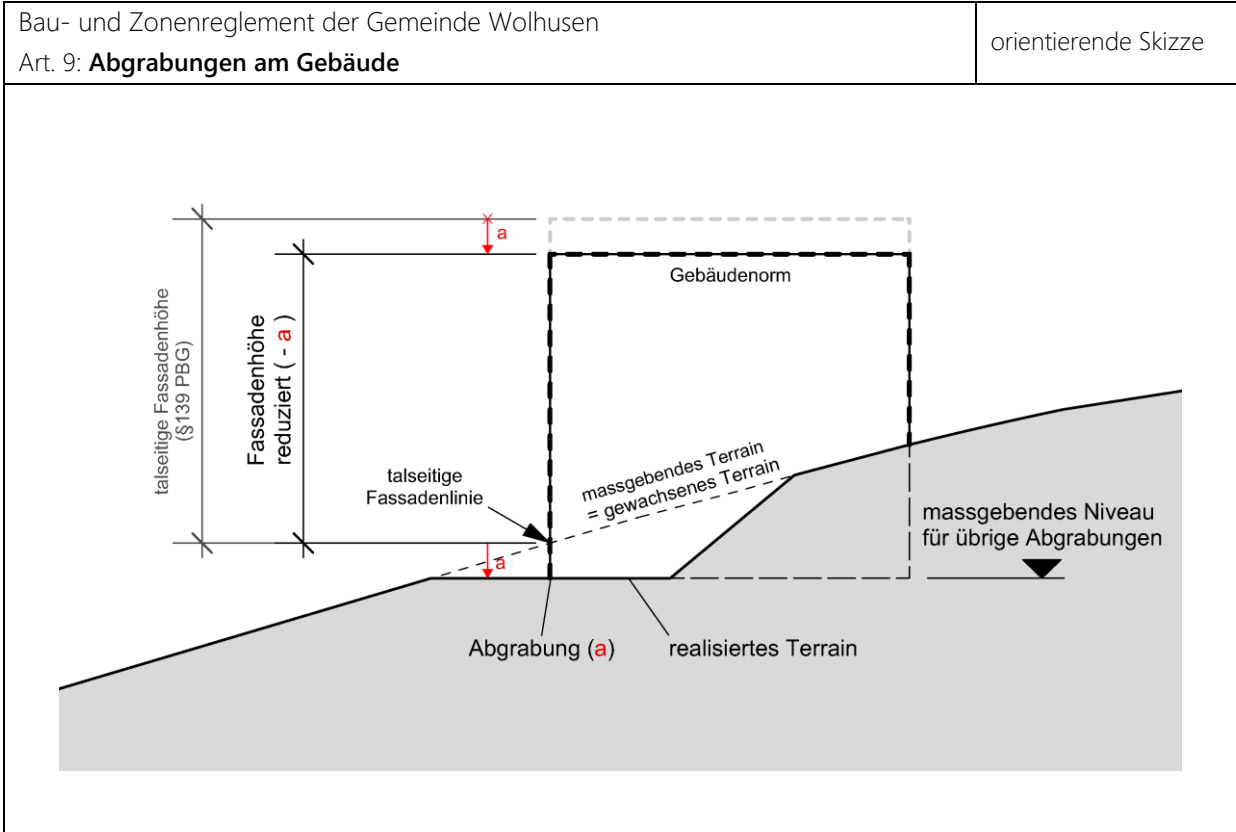 Bau- und Zonenreglement der Gemeinde Wolhusen
Art. 9: Abgrabungen am Gebäude
orientierende Skizze
a
Gebäudenorm
talseitige Fassadenhöhe
(§139 PBG)
Fassadenhöhe
reduziert ( - a )
talseitige
Fassadenlinie
massgebendes Terrain
= gewachsenes Terrain
massgebendes Niveau
für übrige Abgrabungen
a
Abgrabung (a)
realisiertes Terrain